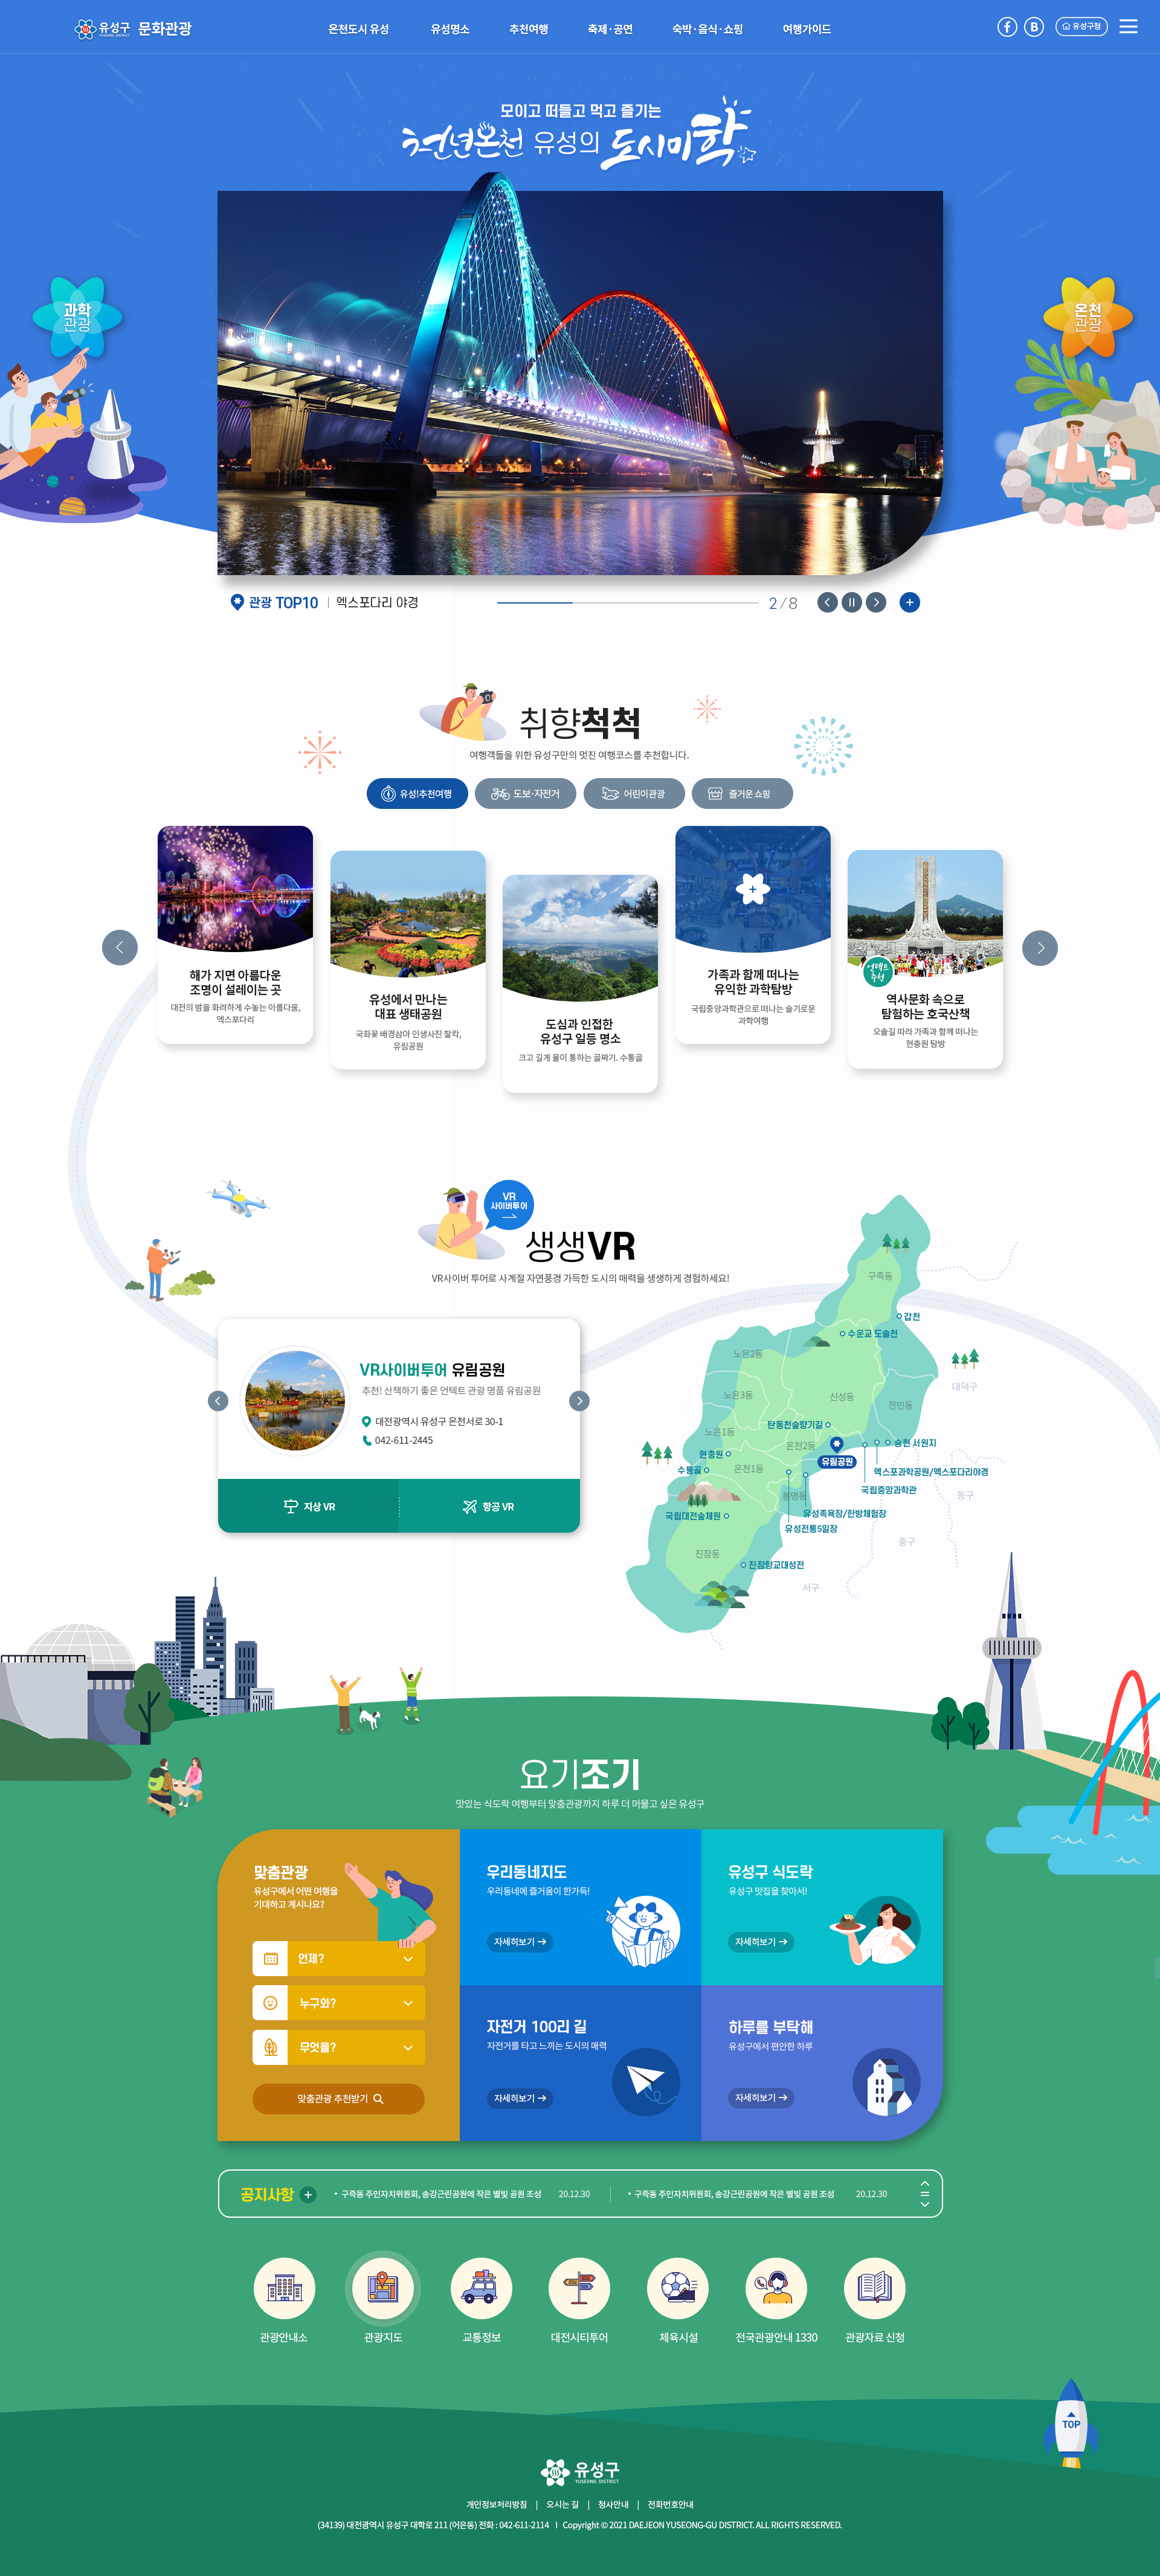 유성구 문화관광
YUSEONG DISTRICT
온천도시 유성
유성명소
추천여행
축제·공연
숙박·음식·쇼핑
여행가이드
유성구청
모이고 떠들고 먹고 즐기는
천년온천 유성의 도시미학
과학
관광
온천
관광
관광 TOP10 엑스포다리 야경
2/8
취향척척
여행객들을 위한 유성구만의 멋진 여행코스를 추천합니다.
유성!추천여행
도보·자전거
어린이관광
즐거운 쇼핑
해가 지면 아름다운
조명이 설레이는 곳
대전의 밤을 화려하게 수놓는 아름다움,
엑스포다리
유성에서 만나는
대표 생태공원
국화꽃 배경삼아 인생사진 찰칵,
유림공원
도심과 인접한
유성구 일등 명소
크고 길게 물이 통하는 골짜기. 수통골
가족과 함께 떠나는
유익한 과학탐방
국립중앙과학관으로 떠나는 슬기로운
과학여행
언택트
추천
역사문화 속으로
탐험하는 호국산책
오솔길 따라 가족과 함께 떠나는
현충원 탐방
VR
사이버투어
생생VR
VR사이버 투어로 사계절 자연풍경 가득한 도시의 매력을 생생하게 경험하세요!
VR사이버투어 유림공원
추천! 산책하기 좋은 언텍트 관광 명품 유림공원
대전광역시 유성구 온천서로 30-1
042-611-2445
지상 VR
항공 VR
구즉동
갑천
수운교 도솔천
노은2동
대덕구
노은3동
신성동
전민동
탄동천숲향기길
노은1동
온천2동
숭현 서원지
현충원
유림공원
수통골
온천1동
엑스포과학공원/엑스포다리야경
국립중앙과학관
봉명동
동구
국립대전숲체원
유성족욕장/한방체험장
유성전통5일장
중구
진잠동
진잠향교대성전
서구
요기조기
맛있는 식도락 여행부터 맞춤관광까지 하루 더 머물고 싶은 유성구
맞춤관광
유성구에서 어떤 여행을
기대하고 계시나요?
언제?
누구와?
무엇을?
맞춤관광 추천받기
우리동네지도
우리동네에 즐거움이 한가득!
자세히보기
유성구 식도락
유성구 맛집을 찾아서!
자세히보기
자전거 100리 길
자전거를 타고 느끼는 도시의 매력
자세히보기
하루를 부탁해
유성구에서 편안한 하루
자세히보기
공지사항
• 구즉동 주민자치위원회, 송강근린공원에 작은 별빛 공원 조성 20.12.30
• 구즉동 주민자치위원회, 송강근린공원에 작은 별빛 공원 조성 20.12.30
관광안내소
관광지도
교통정보
대전시티투어
체육시설
전국관광안내 1330
관광자료 신청
TOP
유성구
YUSEONG DISTRICT
개인정보처리방침 | 오시는 길 | 청사안내 | 전화번호안내
(34139) 대전광역시 유성구 대학로 211 (어은동) 전화 : 042-611-2114 I Copyright © 2021 DAEJEON YUSEONG-GU DISTRICT. ALL RIGHTS RESERVED.